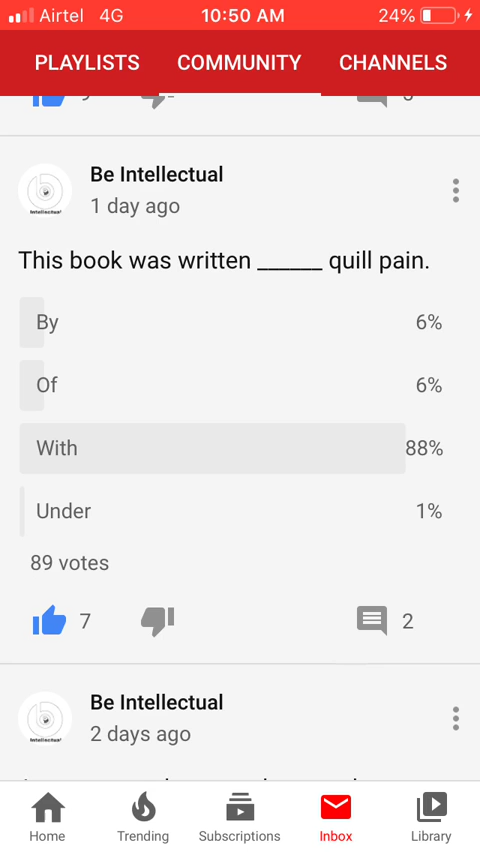 Airtel 4G 10:50 AM 24%
PLAYLISTS COMMUNITY CHANNELS
Be Intellectual
1 day ago
This book was written ______ quill pain.
By 6%
Of 6%
With 88%
Under 1%
89 votes
7 2
Be Intellectual
2 days ago
Home Trending Subscriptions Inbox Library